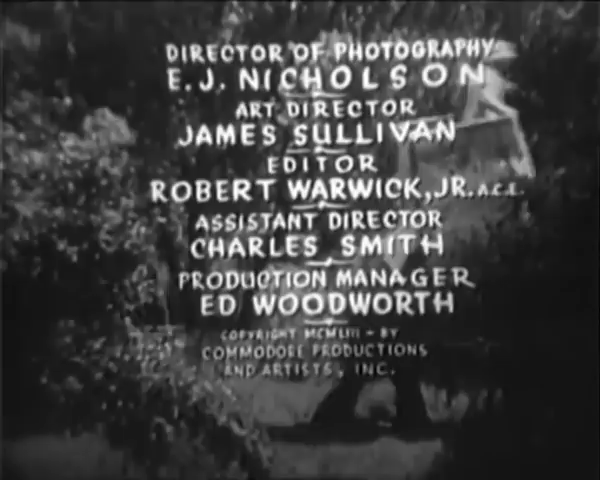 DIRECTOR OF PHOTOGRAPHY
E.J. NICHOLSON
ART DIRECTOR
JAMES SULLIVAN
EDITOR
ROBERT WARWICK, JR. A.C.E.
ASSISTANT DIRECTOR
CHARLES SMITH
PRODUCTION MANAGER
ED WOODWORTH
COPYRIGHT MCMLIII - BY
COMMODORE PRODUCTIONS
AND ARTISTS, INC.